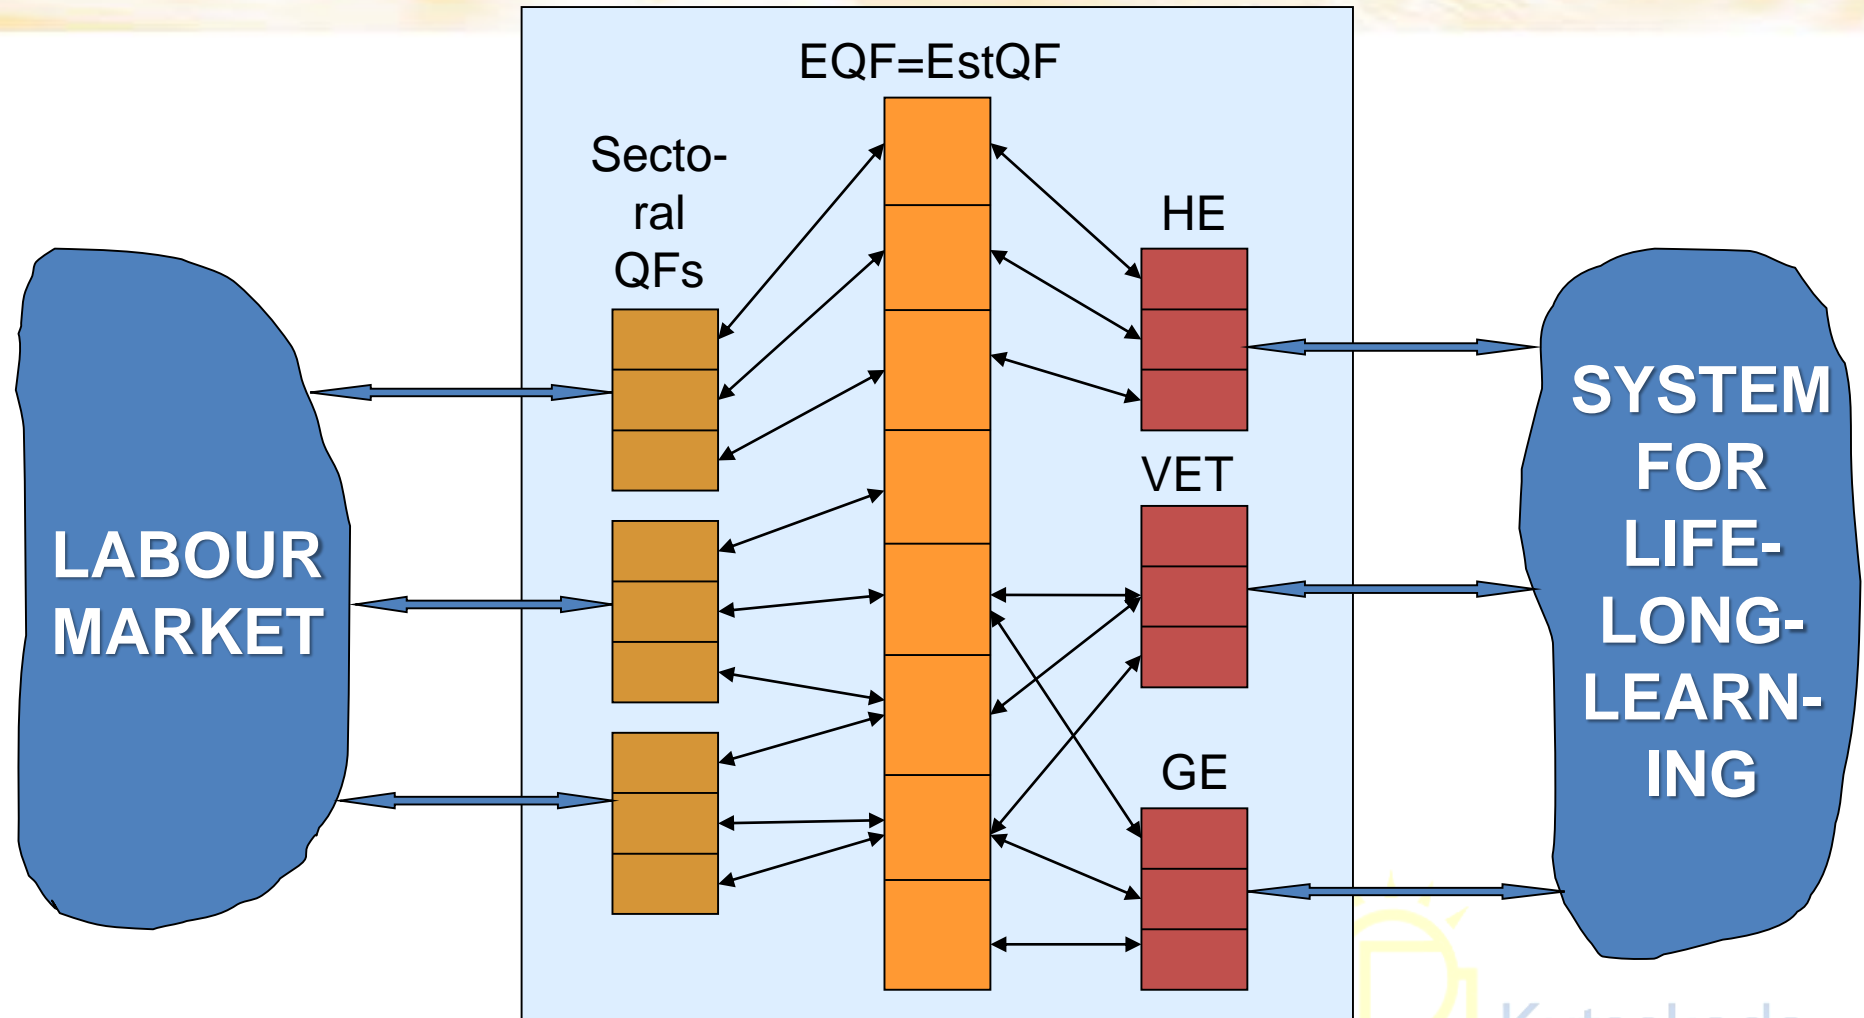 EQF=EstQF
Secto-
ral
QFs
HE
VET
GE
LABOUR
MARKET
SYSTEM
FOR
LIFE-
LONG-
LEARN-
ING